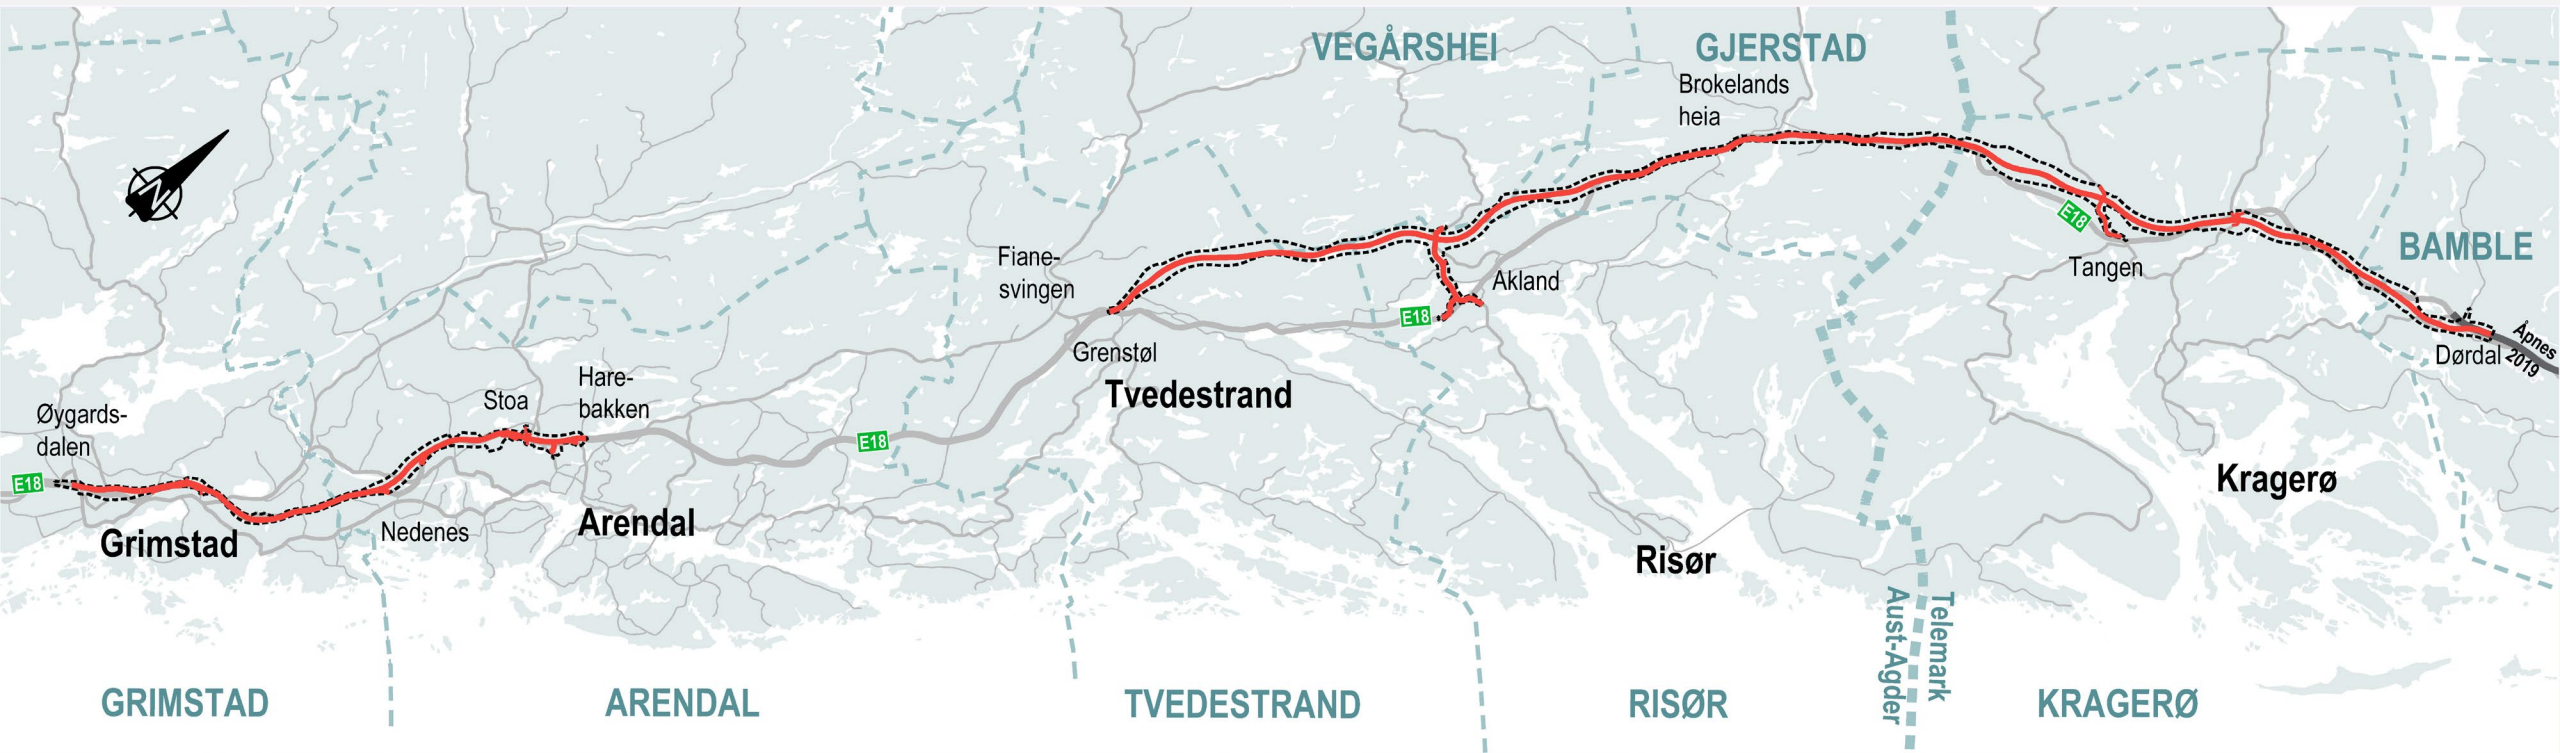 VEGÅRSHEI
GJERSTAD
Brokelands
heia
N
E18
BAMBLE
Fiane-
svingen
Akland
Tangen
E18
Åpnes
2019
Grenstøl
Dørdal
Hare-
bakken
Stoa
Tvedestrand
Øygards-
dalen
E18
E18
Kragerø
Nedenes
Arendal
Grimstad
Risør
Telemark
Aust-Agder
GRIMSTAD
ARENDAL
TVEDESTRAND
RISØR
KRAGERØ